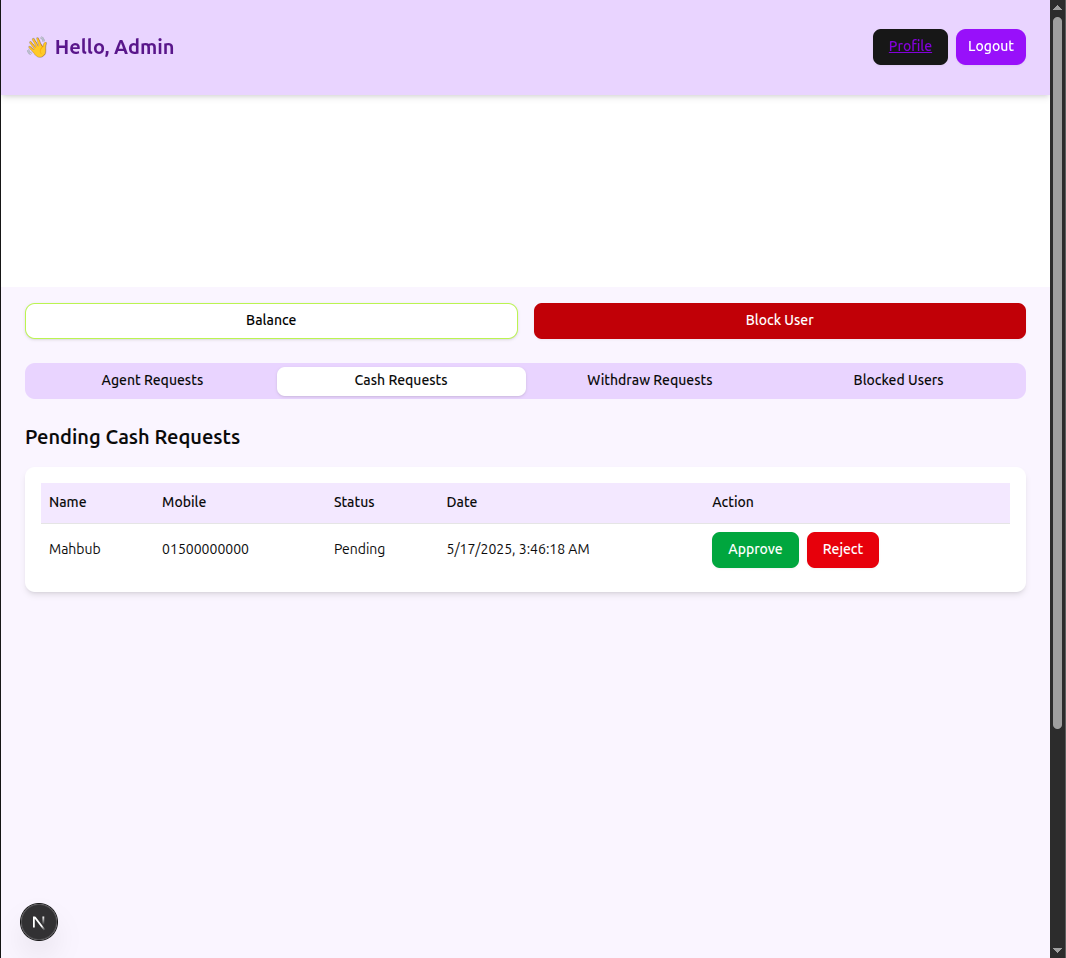 👋 Hello, Admin
Profile
Logout
Balance
Block User
Agent Requests
Cash Requests
Withdraw Requests
Blocked Users
Pending Cash Requests
Name Mobile Status Date Action
Mahbub 01500000000 Pending 5/17/2025, 3:46:18 AM Approve Reject
N